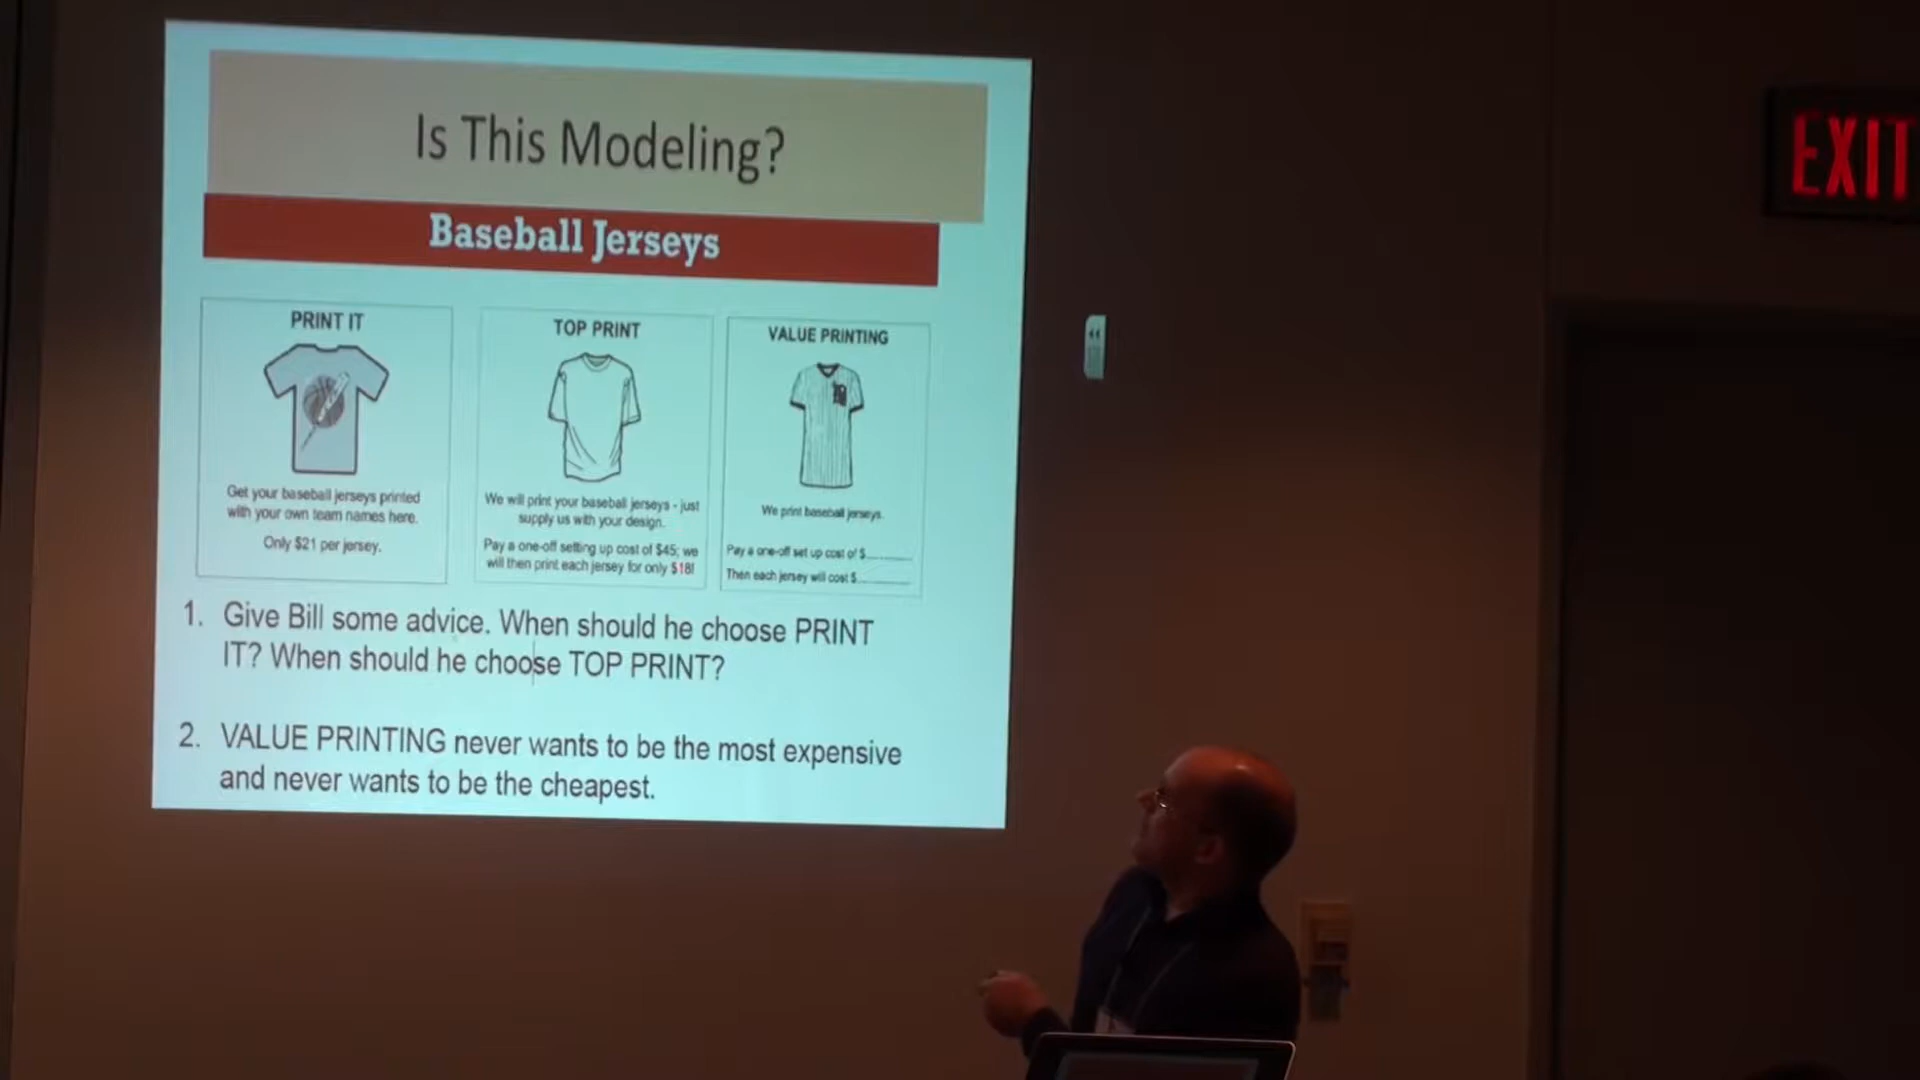 Is This Modeling?
Baseball Jerseys
PRINT IT
Get your baseball jerseys printed
with your own team names here.
Only $21 per jersey.
TOP PRINT
We will print your baseball jerseys - just
supply us with your design.
Pay a one-off setting up cost of $45; we
will then print each jersey for only $18!
VALUE PRINTING
We print baseball jerseys.
Pay a one-off set up cost of $______
Then each jersey will cost $______
1. Give Bill some advice. When should he choose PRINT
IT? When should he choose TOP PRINT?
2. VALUE PRINTING never wants to be the most expensive
and never wants to be the cheapest.
EXIT